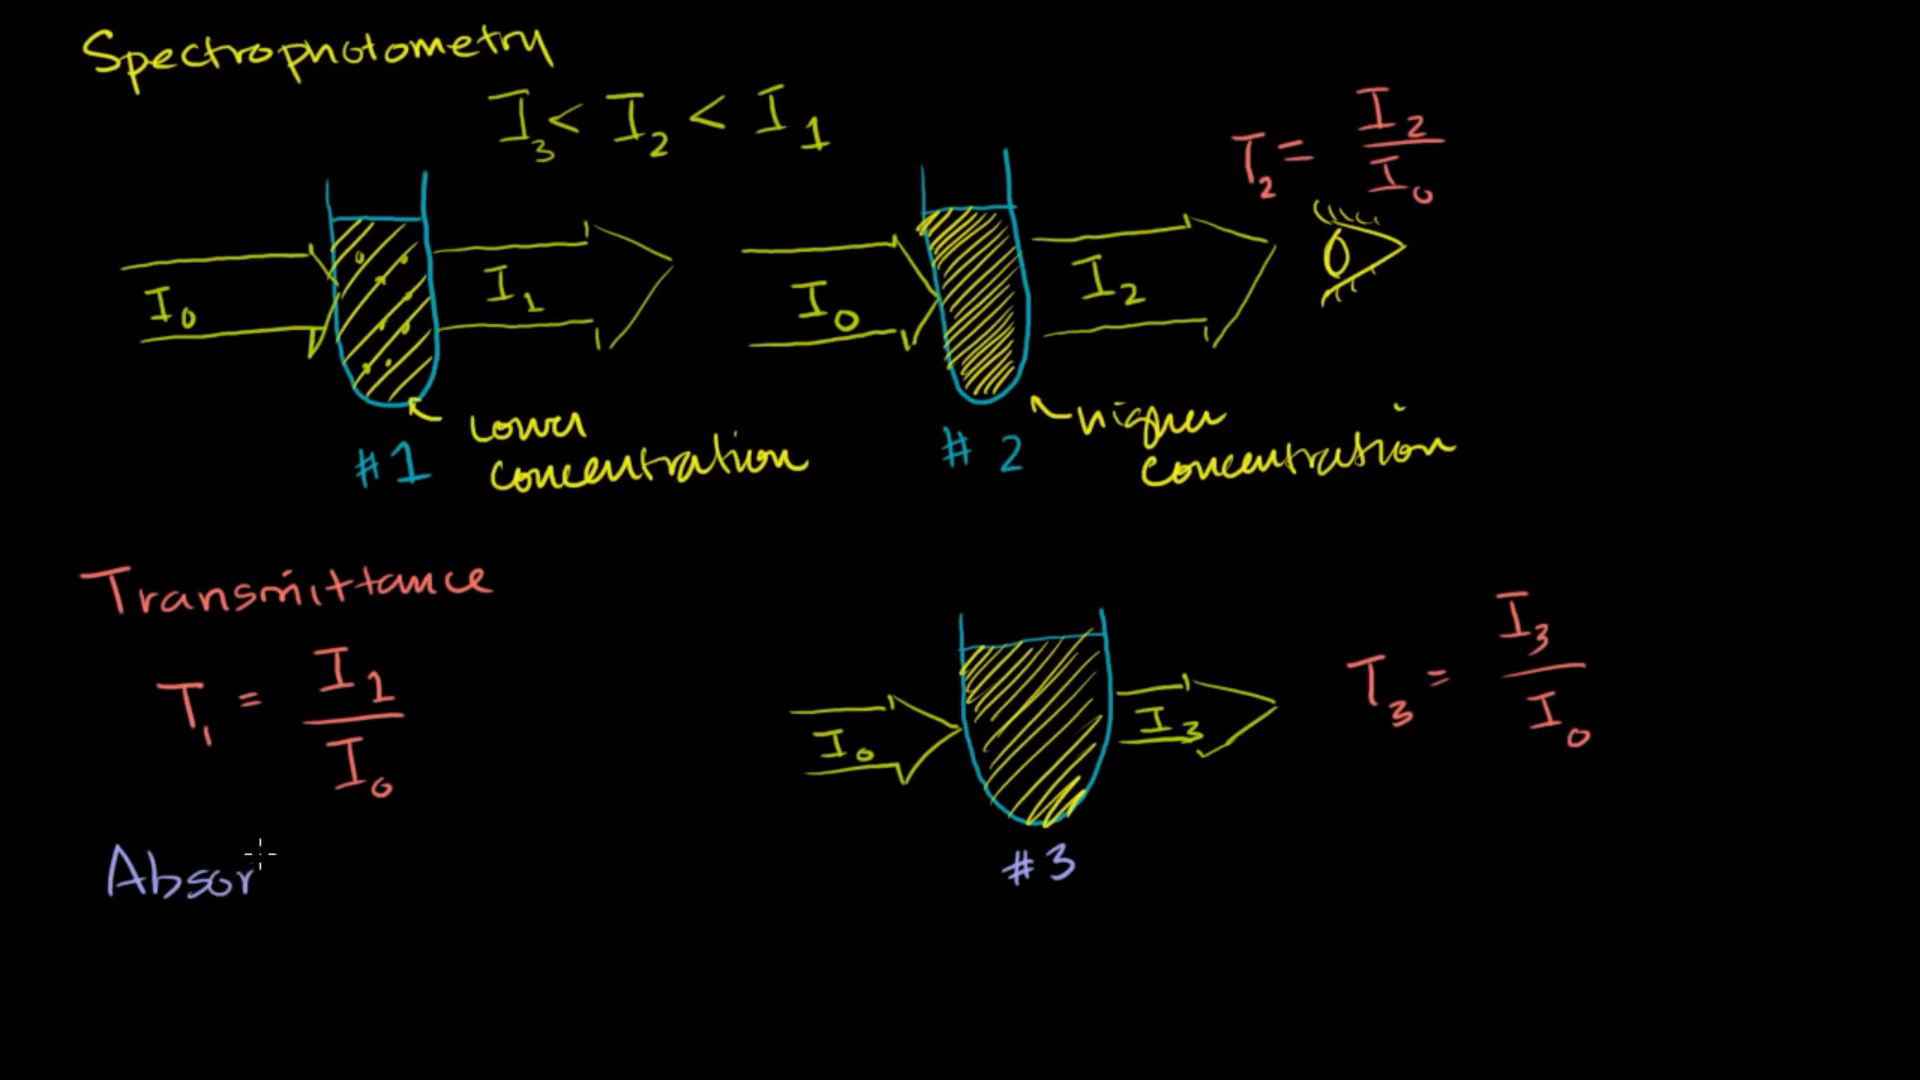 Spectrophotometry
I₃ < I₂ < I₁
T₂ = I₂ / I₀
I₀
I₁
I₀
I₂
#1
lower
concentration
#2
higher
concentration
Transmittance
T₁ = I₁ / I₀
I₀
I₃
T₃ = I₃ / I₀
#3
Absor